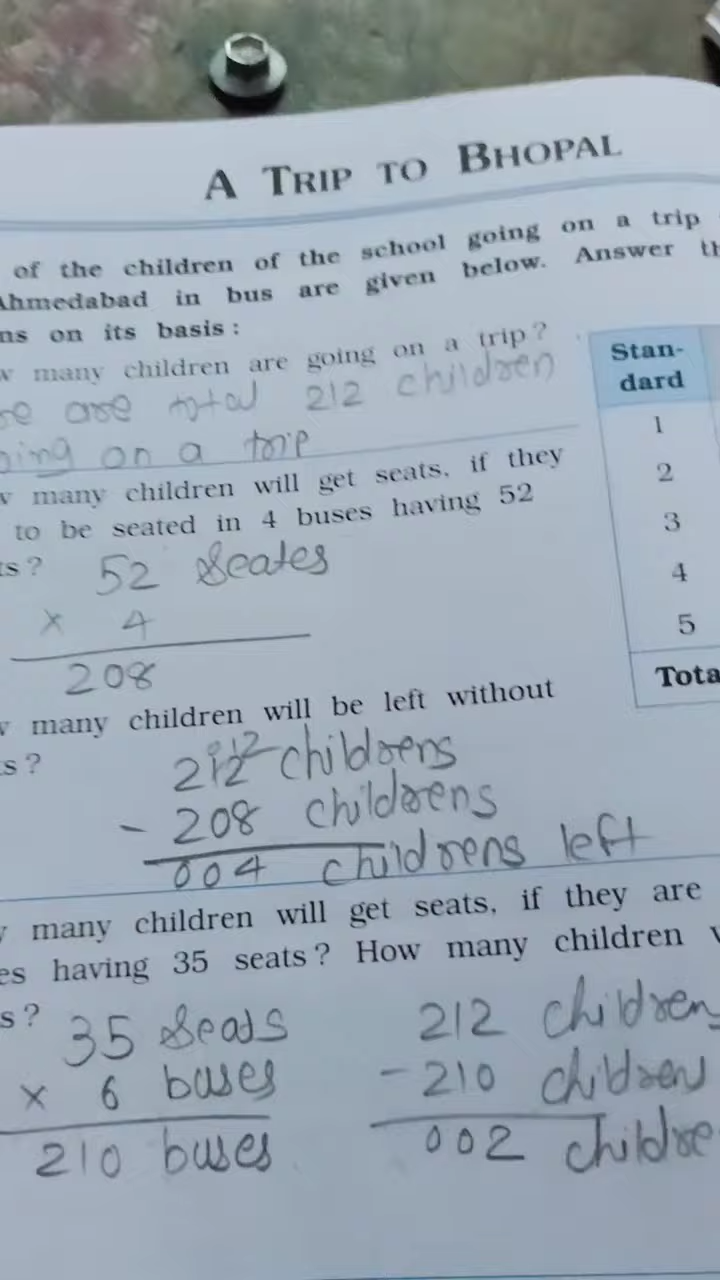 A TRIP TO BHOPAL
of the children of the school going on a trip
Ahmedabad in bus are given below. Answer th
ns on its basis:
w many children are going on a trip?
re are total 212 children
oing on a trip
w many children will get seats, if they
to be seated in 4 buses having 52
ts?
52 Seates
× 4
208
w many children will be left without
s?
212 12 childrens
- 208 childrens
004 childrens left
y many children will get seats, if they are
es having 35 seats? How many children w
s?
35 Seats
× 6 buses
210 buses
212 children
- 210 children
002 childre
Stan-
dard
1
2
3
4
5
Tota